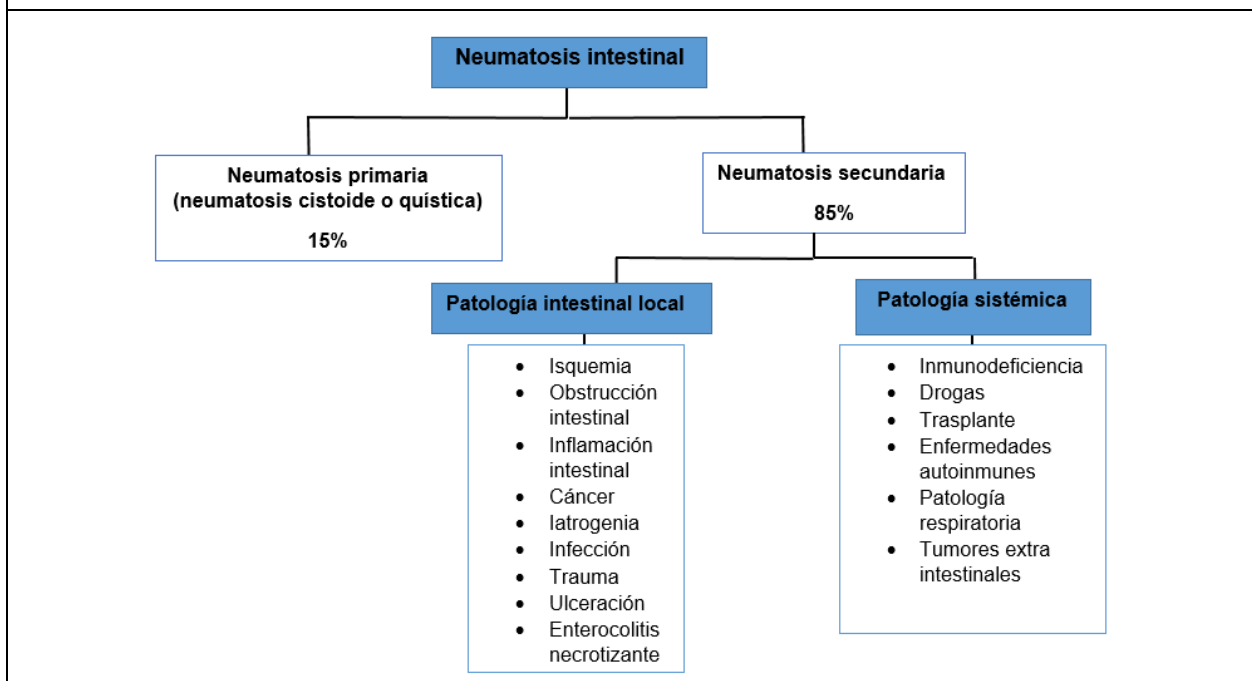 Neumatosis intestinal
Neumatosis primaria
(neumatosis cistoide o quística)
15%
Neumatosis secundaria
85%
Patología intestinal local
• Isquemia
• Obstrucción
intestinal
• Inflamación
intestinal
• Cáncer
• Iatrogenia
• Infección
• Trauma
• Ulceración
• Enterocolitis
necrotizante
Patología sistémica
• Inmunodeficiencia
• Drogas
• Trasplante
• Enfermedades
autoinmunes
• Patología
respiratoria
• Tumores extra
intestinales